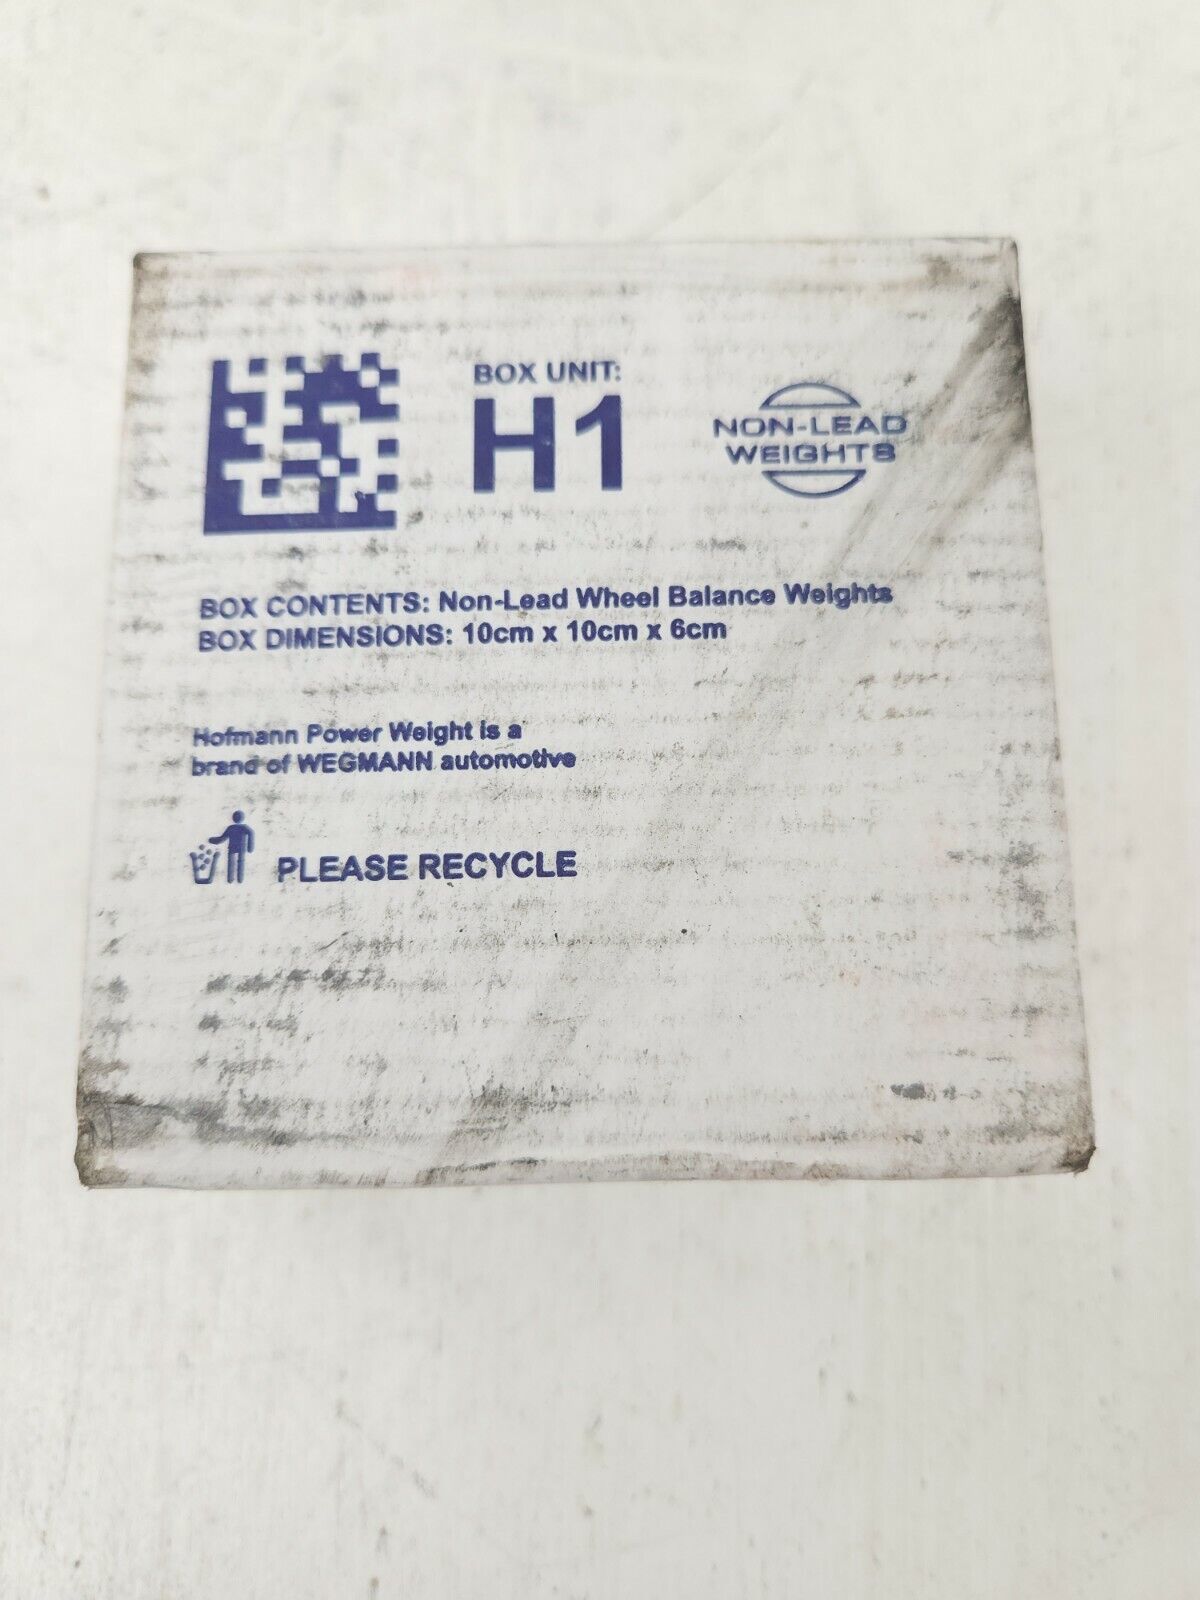 BOX UNIT:
H1
NON-LEAD
WEIGHTS
BOX CONTENTS: Non-Lead Wheel Balance Weights
BOX DIMENSIONS: 10cm x 10cm x 6cm
Hofmann Power Weight is a
brand of WEGMANN automotive
PLEASE RECYCLE